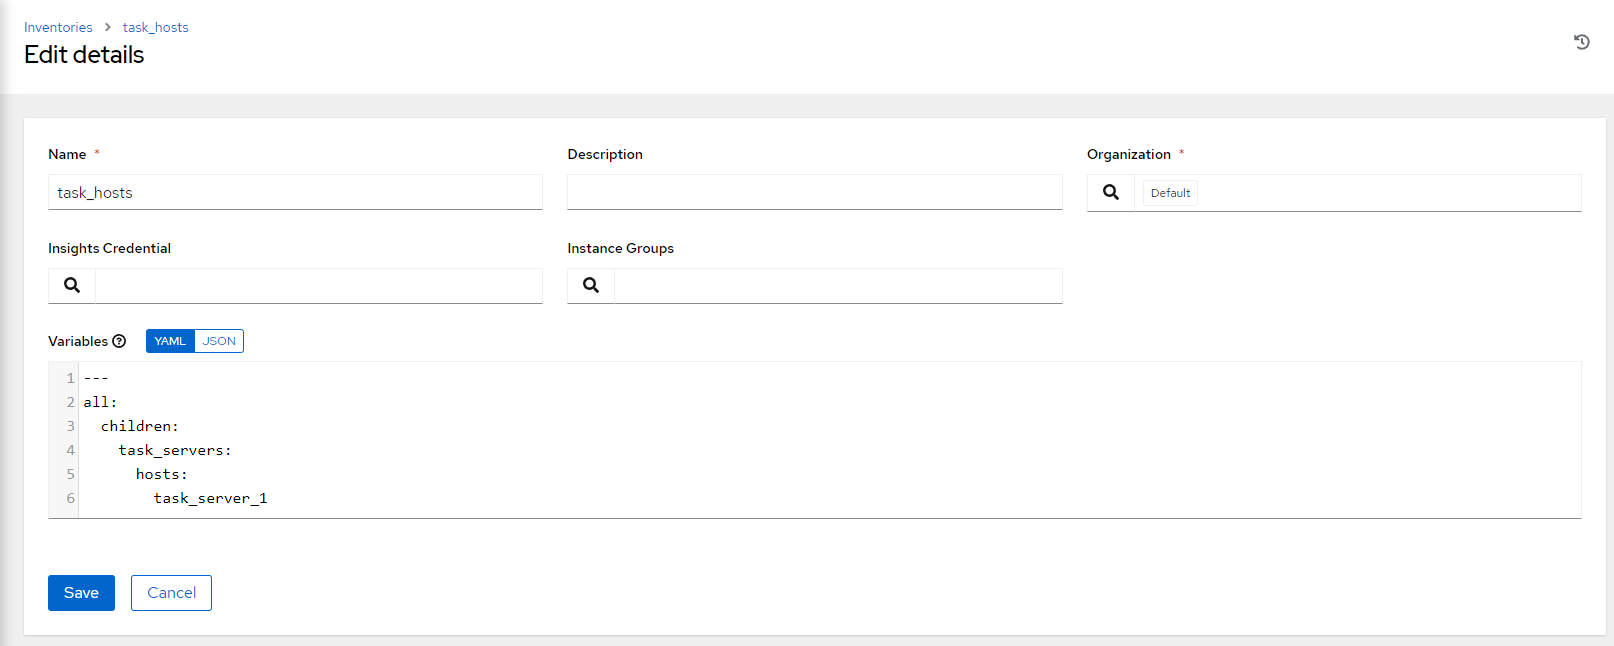 Inventories > task_hosts
Edit details
Name *
Description
Organization *
task_hosts
Default
Insights Credential
Instance Groups
Variables YAML JSON
1 ---
2 all:
3   children:
4     task_servers:
5       hosts:
6         task_server_1
Save Cancel